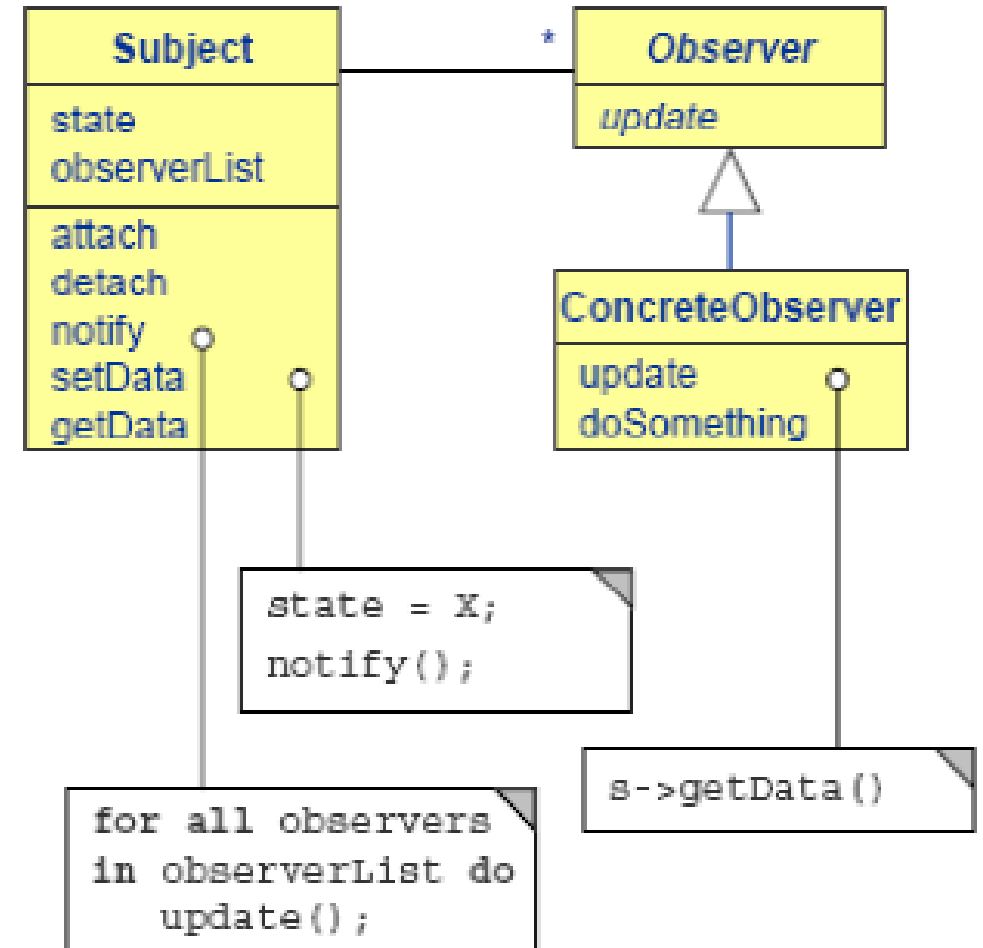 Subject
state
observerList
attach
detach
notify
setData
getData
*
Observer
update
ConcreteObserver
update
doSomething
state = X;
notify();
s->getData()
for all observers
in observerList do
update();